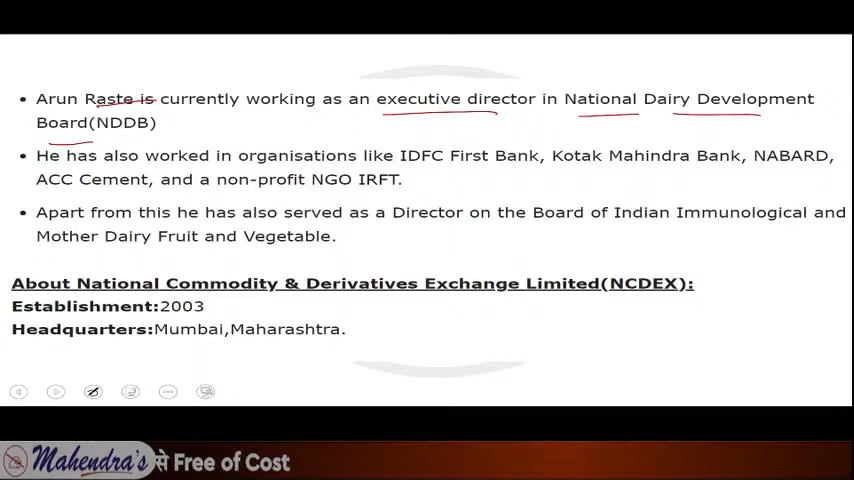 • Arun Raste is currently working as an executive director in National Dairy Development
Board(NDDB)
• He has also worked in organisations like IDFC First Bank, Kotak Mahindra Bank, NABARD,
ACC Cement, and a non-profit NGO IRFT.
• Apart from this he has also served as a Director on the Board of Indian Immunological and
Mother Dairy Fruit and Vegetable.
About National Commodity & Derivatives Exchange Limited(NCDEX):
Establishment:2003
Headquarters:Mumbai,Maharashtra.
Mahendra's से Free of Cost